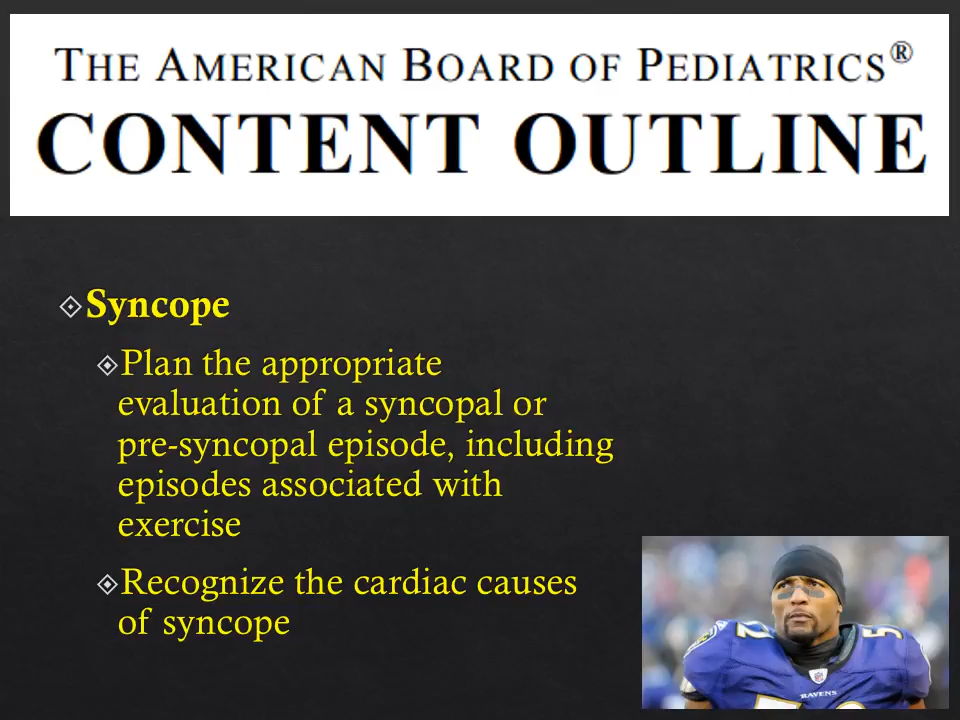 THE AMERICAN BOARD OF PEDIATRICS®
CONTENT OUTLINE
Syncope
Plan the appropriate
evaluation of a syncopal or
pre-syncopal episode, including
episodes associated with
exercise
Recognize the cardiac causes
of syncope
52
RAVENS